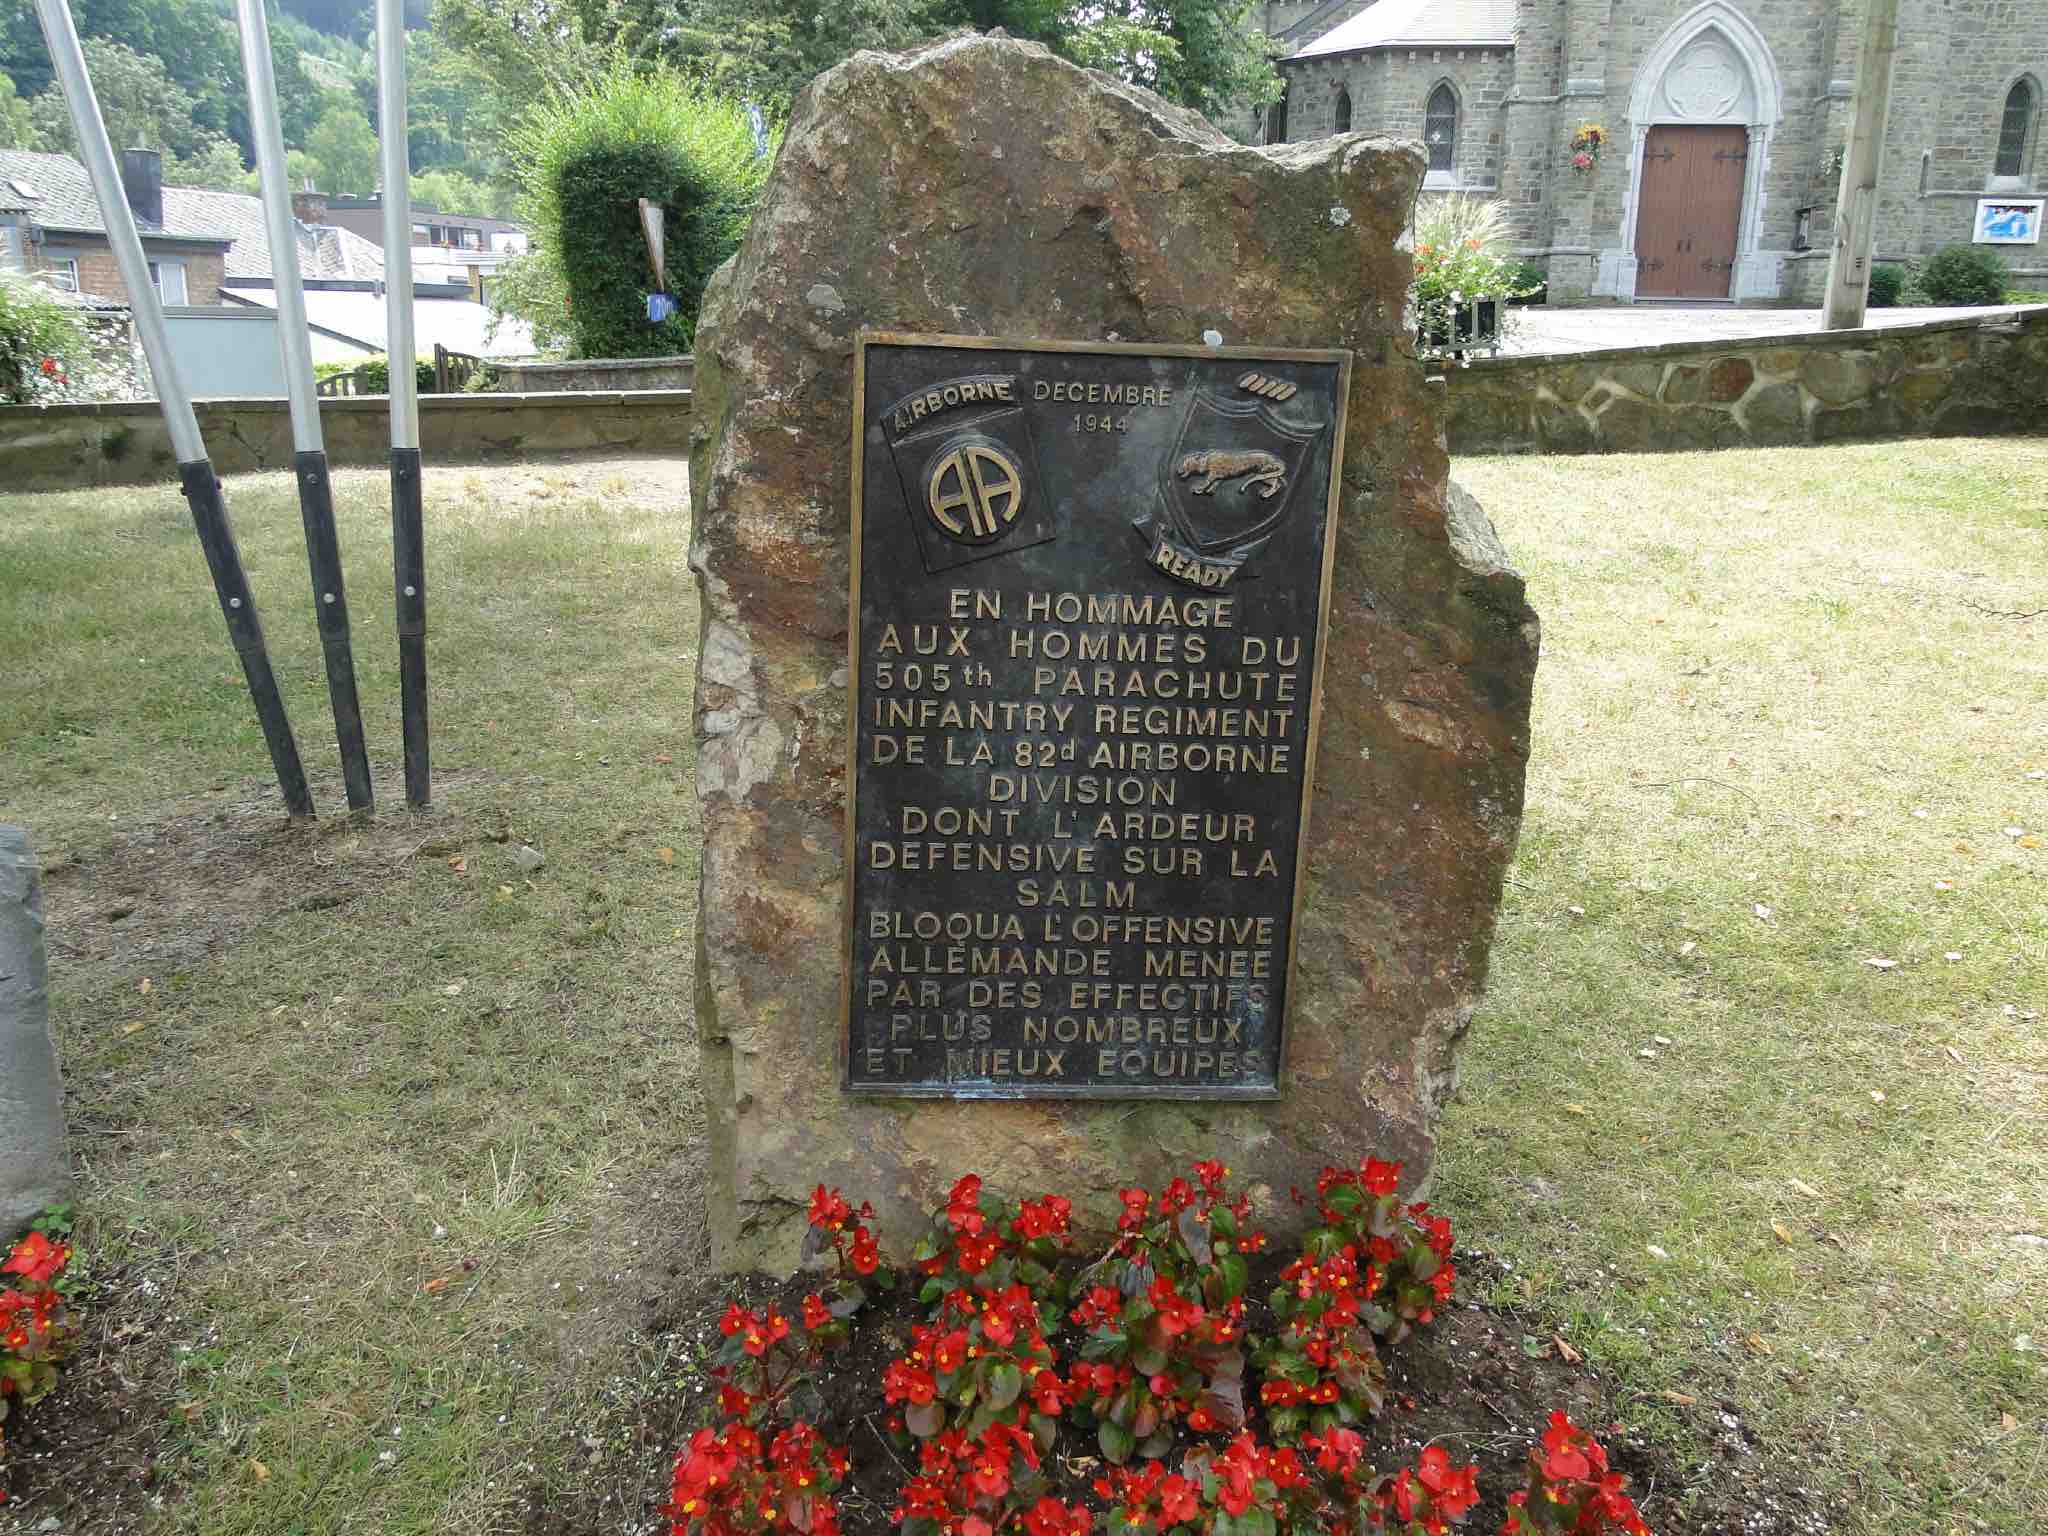 AIRBORNE DECEMBRE
1944
AA
READY
EN HOMMAGE
AUX HOMMES DU
505th PARACHUTE
INFANTRY REGIMENT
DE LA 82d AIRBORNE
DIVISION
DONT L'ARDEUR
DEFENSIVE SUR LA
SALM
BLOQUA L'OFFENSIVE
ALLEMANDE MENEE
PAR DES EFFECTIFS
PLUS NOMBREUX
ET MIEUX EQUIPES